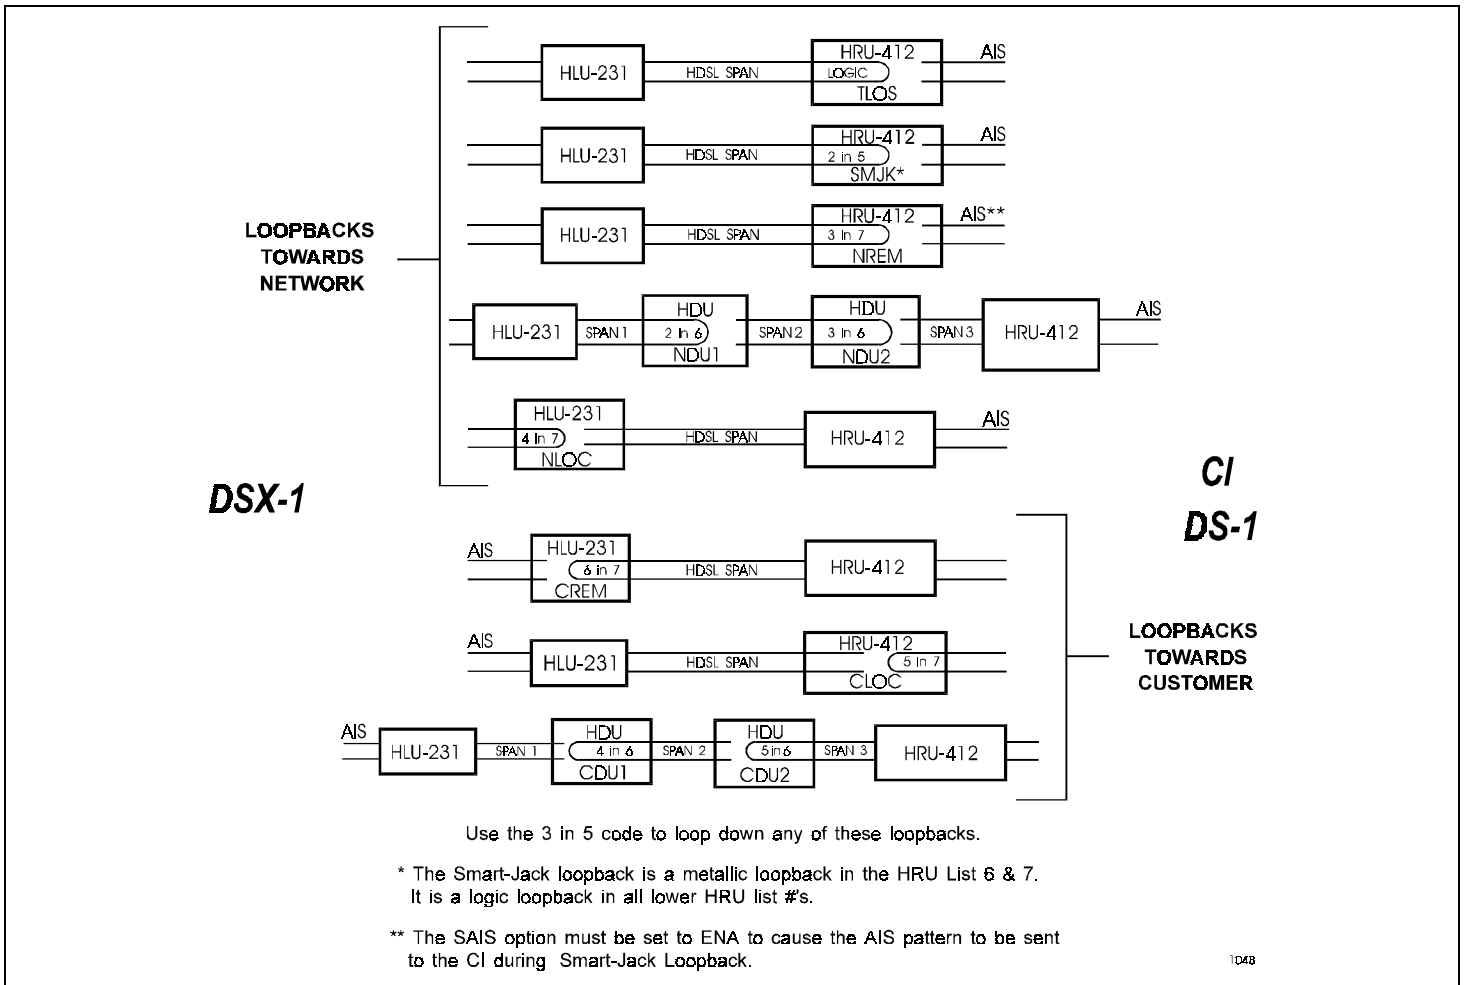 HLU-231
HDSL SPAN
HRU-412
LOGIC
TLOS
AIS
HLU-231
HDSL SPAN
HRU-412
2 in 5
SMJK*
AIS
LOOPBACKS
TOWARDS
NETWORK
HLU-231
HDSL SPAN
HRU-412
3 In 7
NREM
AIS**
HLU-231
SPAN 1
HDU
2 In 6
NDU1
SPAN 2
HDU
3 In 6
NDU2
SPAN 3
HRU-412
AIS
HLU-231
4 In 7
NLOC
HDSL SPAN
HRU-412
AIS
DSX-1
CI
DS-1
AIS
HLU-231
6 in 7
CREM
HDSL SPAN
HRU-412
AIS
HLU-231
HDSL SPAN
HRU-412
5 In 7
CLOC
LOOPBACKS
TOWARDS
CUSTOMER
AIS
HLU-231
SPAN 1
HDU
4 in 6
CDU1
SPAN 2
HDU
5 in 6
CDU2
SPAN 3
HRU-412
Use the 3 in 5 code to loop down any of these loopbacks.
* The Smart-Jack loopback is a metallic loopback in the HRU List 6 & 7.
It is a logic loopback in all lower HRU list #'s.
** The SAIS option must be set to ENA to cause the AIS pattern to be sent
to the CI during Smart-Jack Loopback.
1048